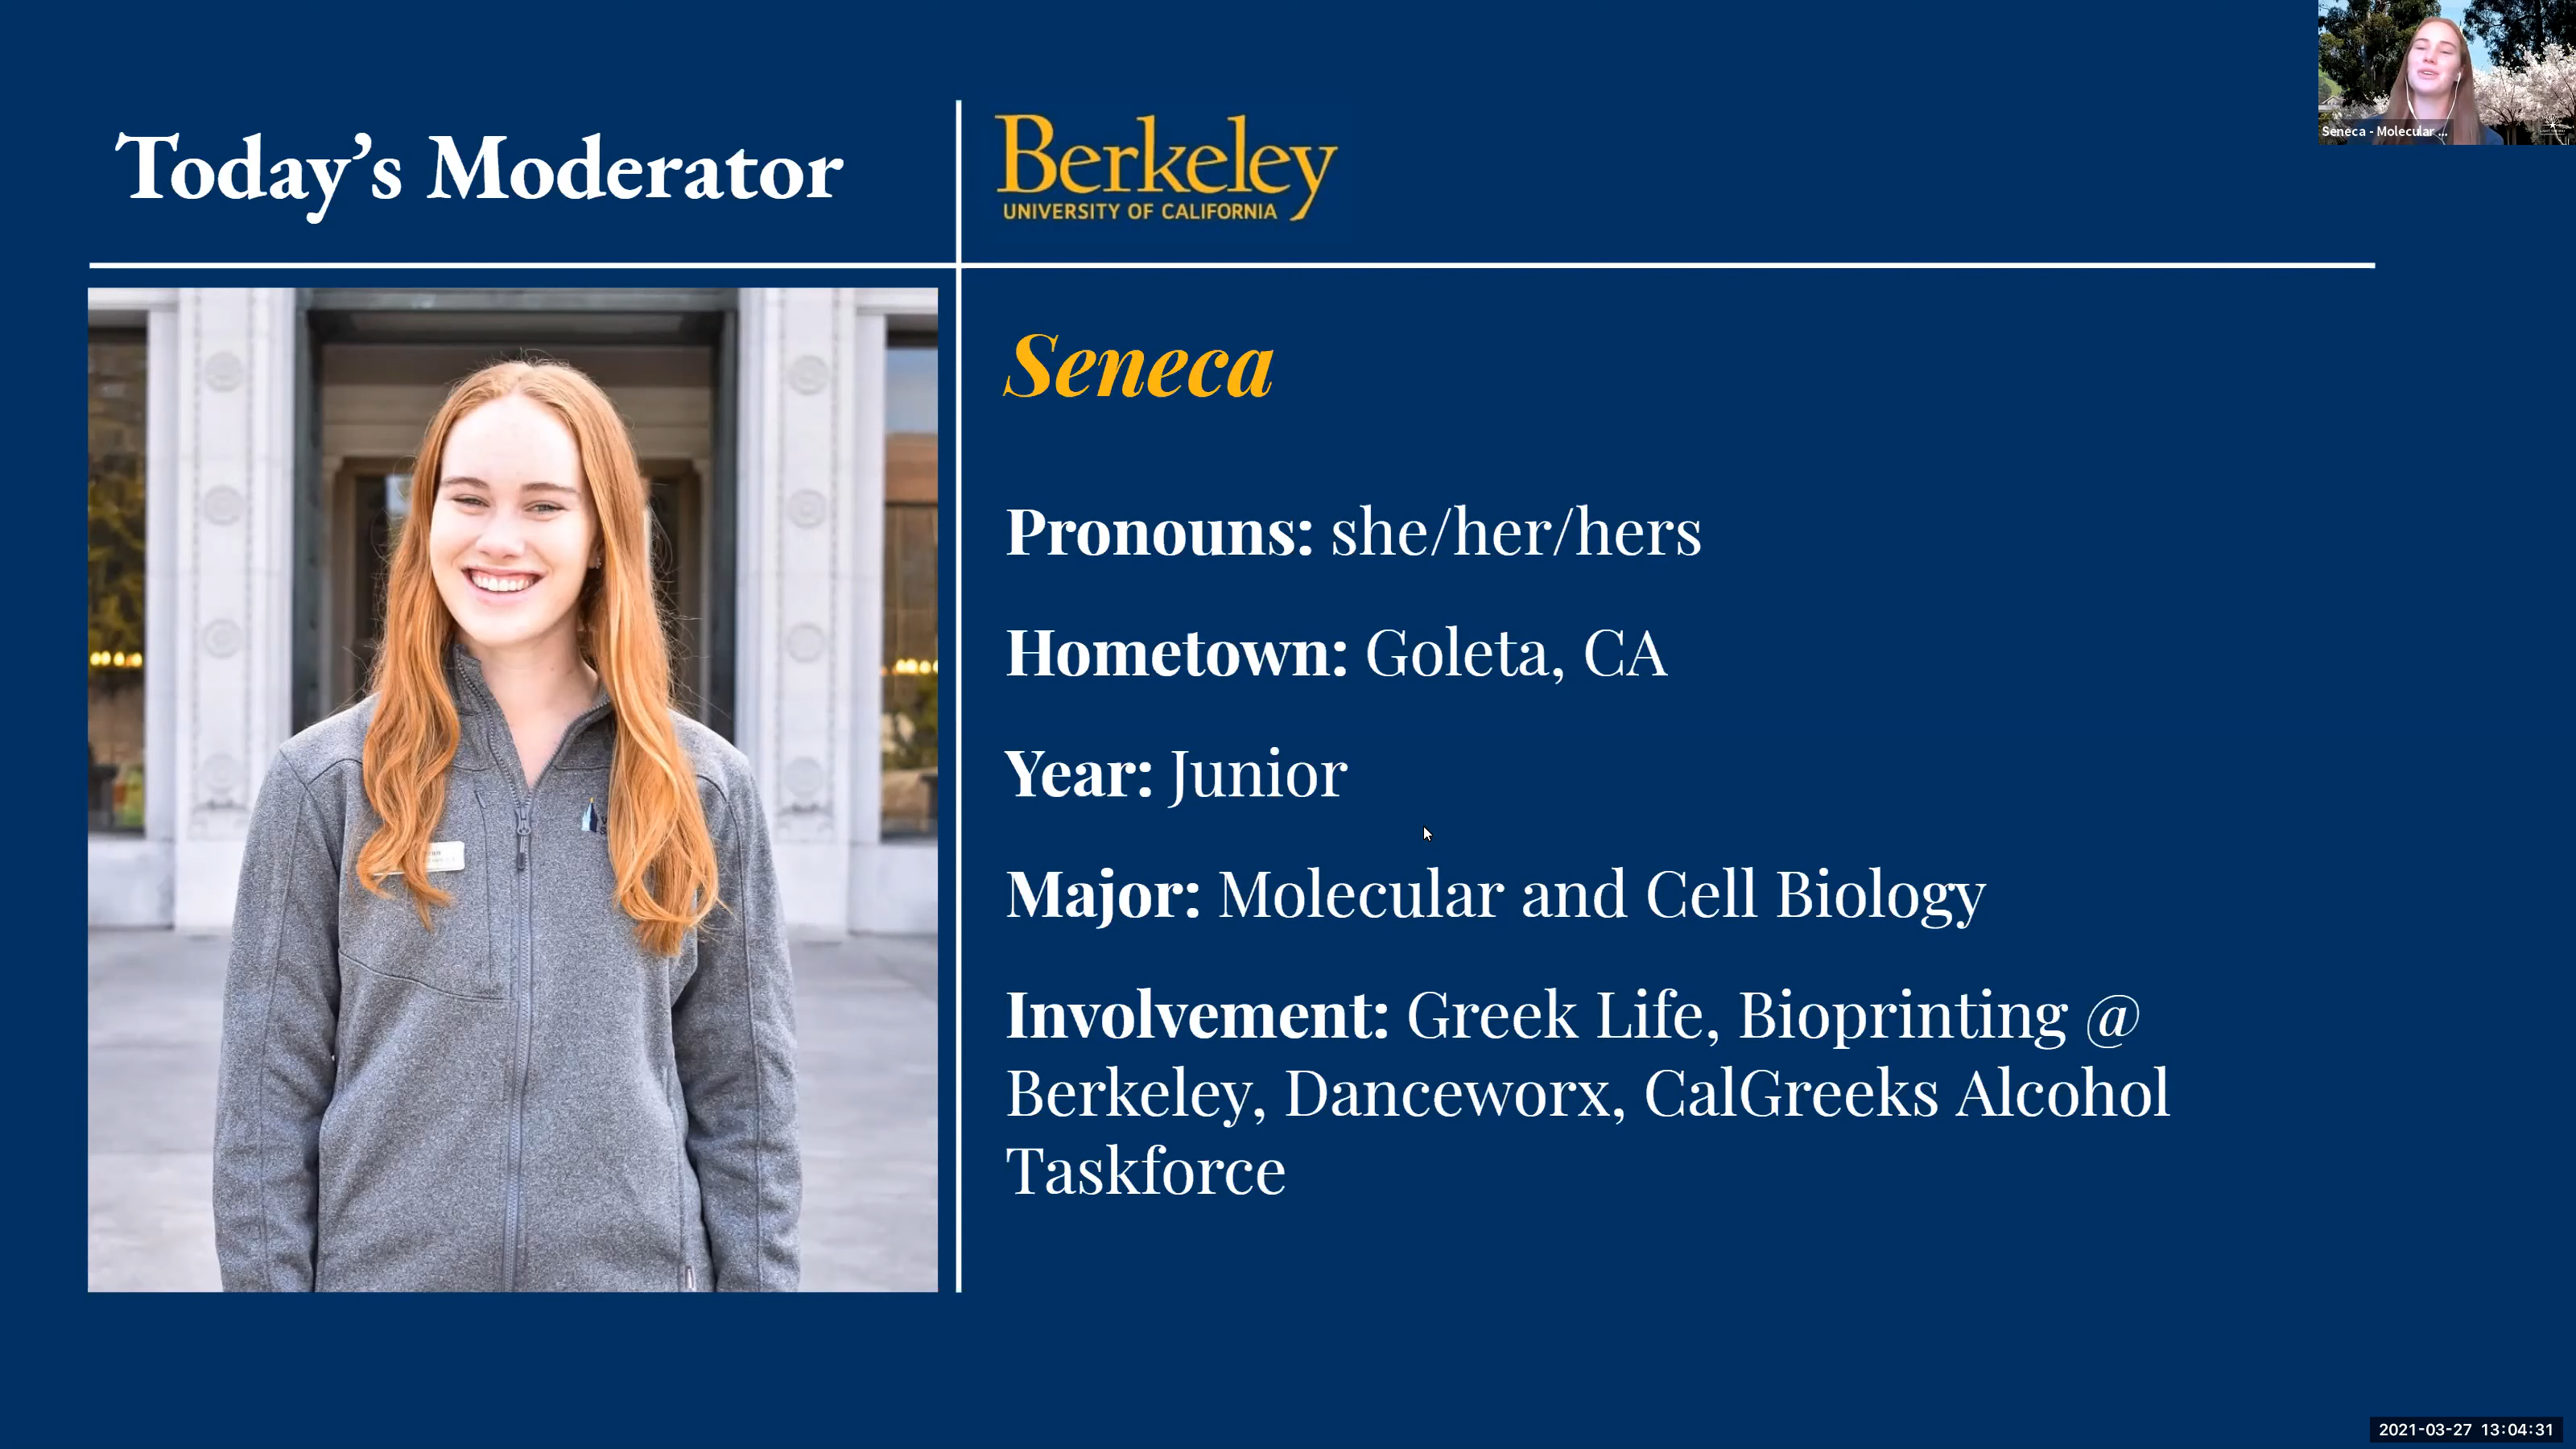 Today’s Moderator
Berkeley
UNIVERSITY OF CALIFORNIA
Seneca - Molecular ...
Seneca
Pronouns: she/her/hers
Hometown: Goleta, CA
Year: Junior
Major: Molecular and Cell Biology
Involvement: Greek Life, Bioprinting @
Berkeley, Danceworx, CalGreeks Alcohol
Taskforce
2021-03-27 13:04:31